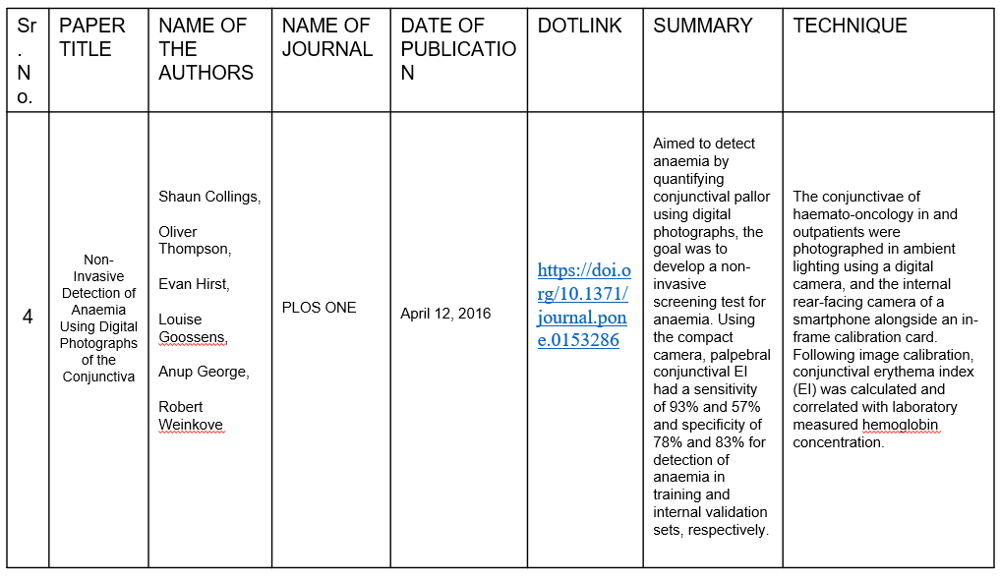 Sr
.
N
o.
PAPER
TITLE
NAME OF
THE
AUTHORS
NAME OF
JOURNAL
DATE OF
PUBLICATIO
N
DOTLINK
SUMMARY
TECHNIQUE
4
Non-
Invasive
Detection of
Anaemia
Using Digital
Photographs
of the
Conjunctiva
Shaun Collings,
Oliver
Thompson,
Evan Hirst,
Louise
Goossens,
Anup George,
Robert
Weinkove
PLOS ONE
April 12, 2016
https://doi.o
rg/10.1371/
journal.pon
e.0153286
Aimed to detect
anaemia by
quantifying
conjunctival pallor
using digital
photographs, the
goal was to
develop a non-
invasive
screening test for
anaemia. Using
the compact
camera, palpebral
conjunctival EI
had a sensitivity
of 93% and 57%
and specificity of
78% and 83% for
detection of
anaemia in
training and
internal validation
sets, respectively.
The conjunctivae of
haemato-oncology in and
outpatients were
photographed in ambient
lighting using a digital
camera, and the internal
rear-facing camera of a
smartphone alongside an in-
frame calibration card.
Following image calibration,
conjunctival erythema index
(EI) was calculated and
correlated with laboratory
measured hemoglobin
concentration.